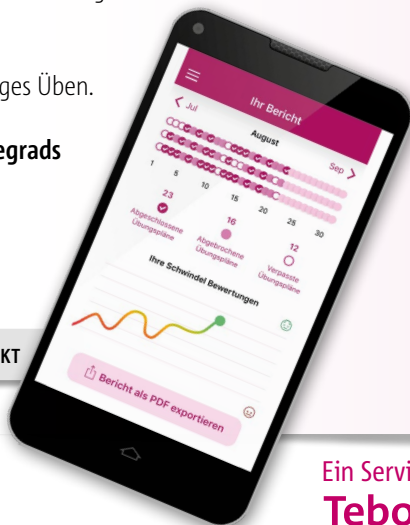 ges Üben.
egrads
Ihr Bericht
Jul
August
Sep
1 5 10 15 20 25 30
23
Abgeschlossene
Übungspläne
16
Abgebrochene
Übungspläne
12
Verpasste
Übungspläne
Ihre Schwindel Bewertungen
Bericht als PDF exportieren
KT
Ein Servi
Tebo